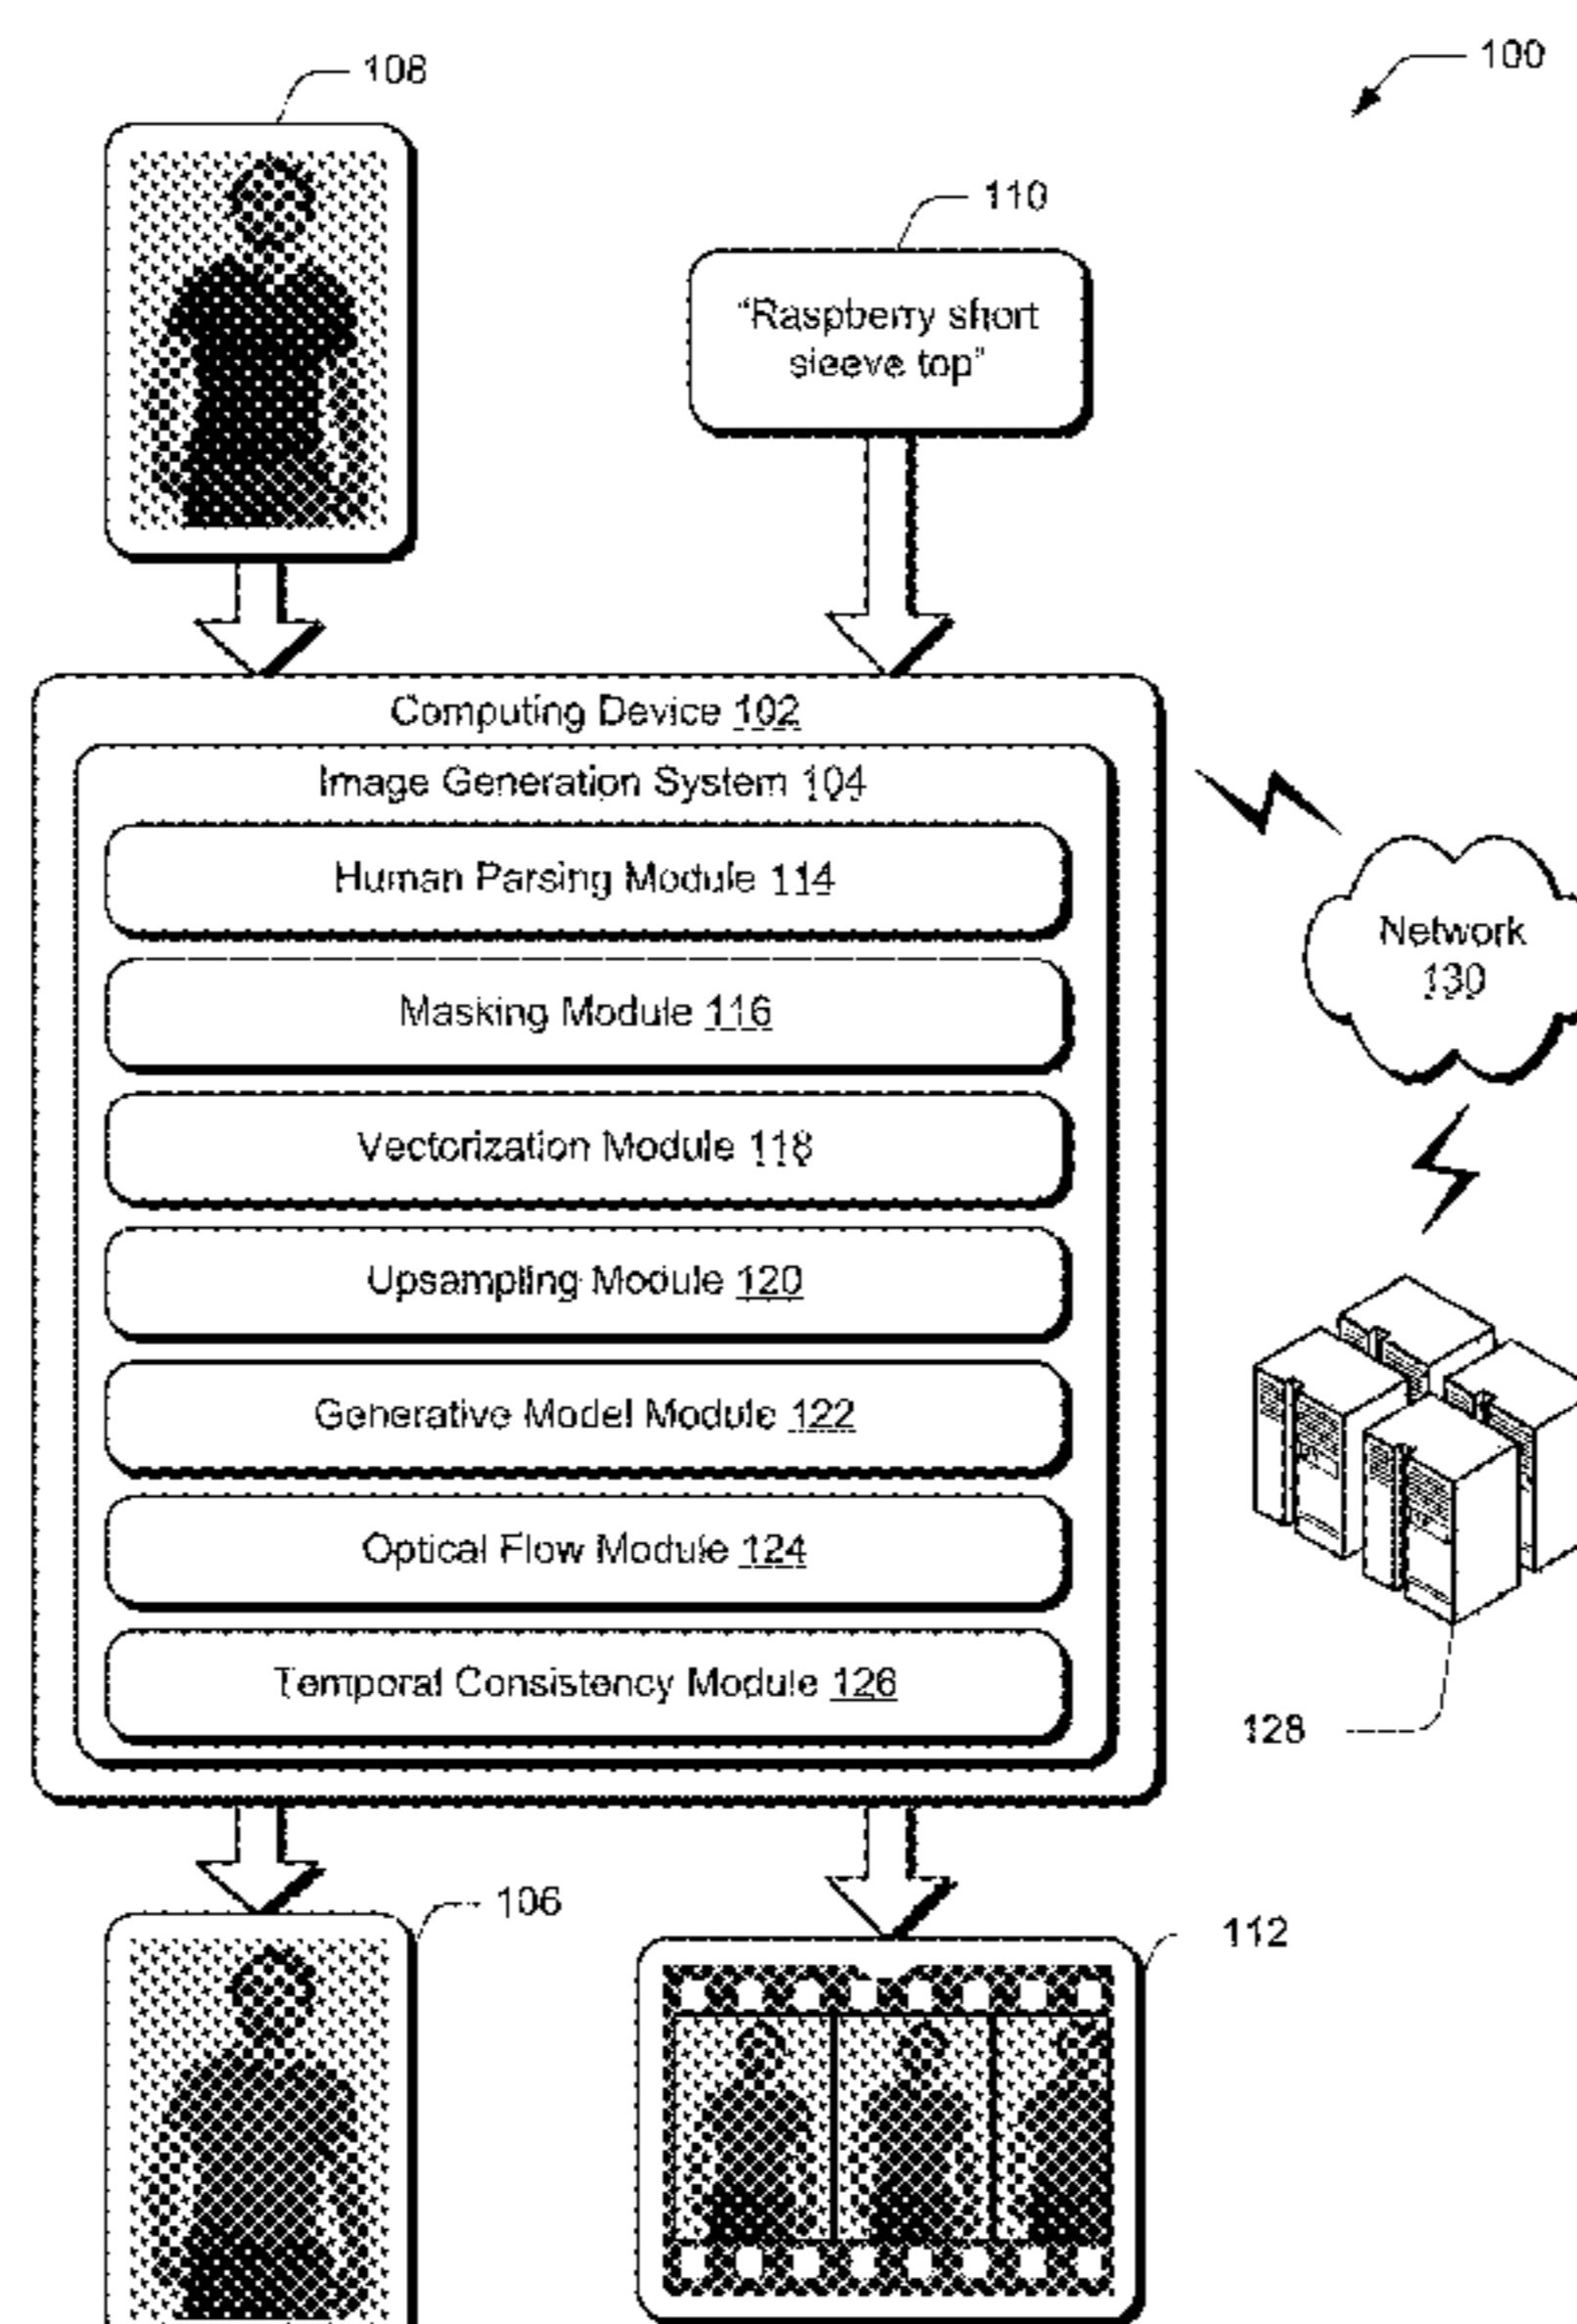 108
100
110
"Raspberry short
sleeve top"
Computing Device 102
Image Generation System 104
Human Parsing Module 114
Masking Module 116
Network
130
Vectorization Module 118
Upsampling Module 120
Generative Model Module 122
Optical Flow Module 124
Temporal Consistency Module 126
128
106
112